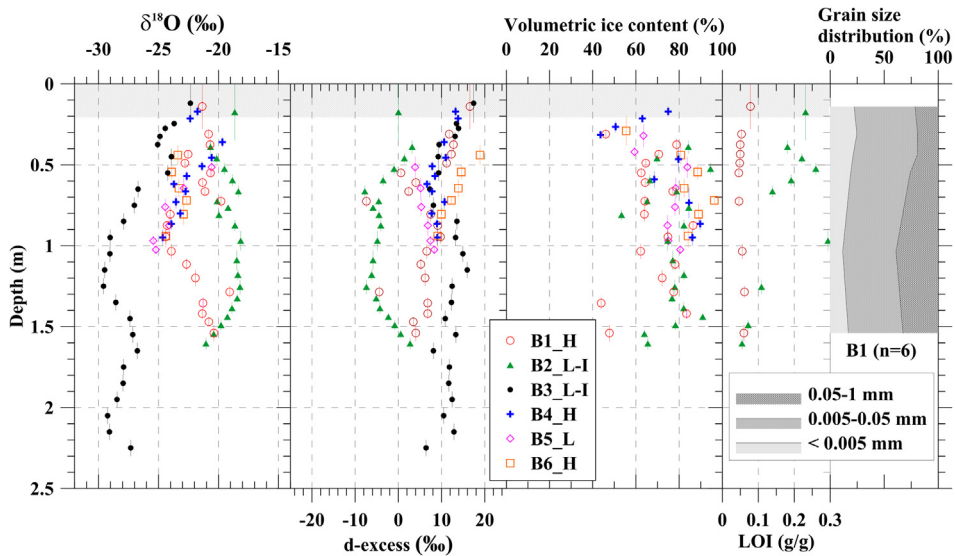 δ¹⁸O (‰)
-30 -25 -20 -15
Volumetric ice content (%)
0 20 40 60 80 100
Grain size
distribution (%)
0 50 100
Depth (m)
0
0.5
1
1.5
2
2.5
B1_H
B2_L-I
B3_L-I
B4_H
B5_L
B6_H
B1 (n=6)
0.05-1 mm
0.005-0.05 mm
< 0.005 mm
-20 -10 0 10 20
d-excess (‰)
0 0.1 0.2 0.3
LOI (g/g)